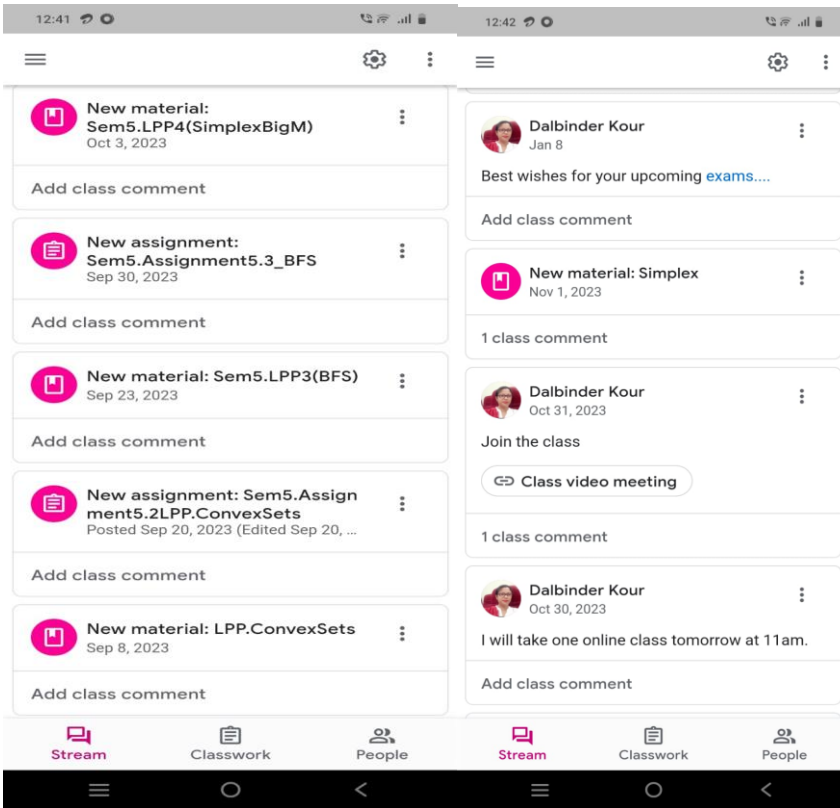 12:41
New material:
Sem5.LPP4(SimplexBigM)
Oct 3, 2023
Add class comment
New assignment:
Sem5.Assignment5.3_BFS
Sep 30, 2023
Add class comment
New material: Sem5.LPP3(BFS)
Sep 23, 2023
Add class comment
New assignment: Sem5.Assign
ment5.2LPP.ConvexSets
Posted Sep 20, 2023 (Edited Sep 20, ...
Add class comment
New material: LPP.ConvexSets
Sep 8, 2023
Add class comment
Stream Classwork People
12:42
Dalbinder Kour
Jan 8
Best wishes for your upcoming exams....
Add class comment
New material: Simplex
Nov 1, 2023
1 class comment
Dalbinder Kour
Oct 31, 2023
Join the class
Class video meeting
1 class comment
Dalbinder Kour
Oct 30, 2023
I will take one online class tomorrow at 11am.
Add class comment
Stream Classwork People